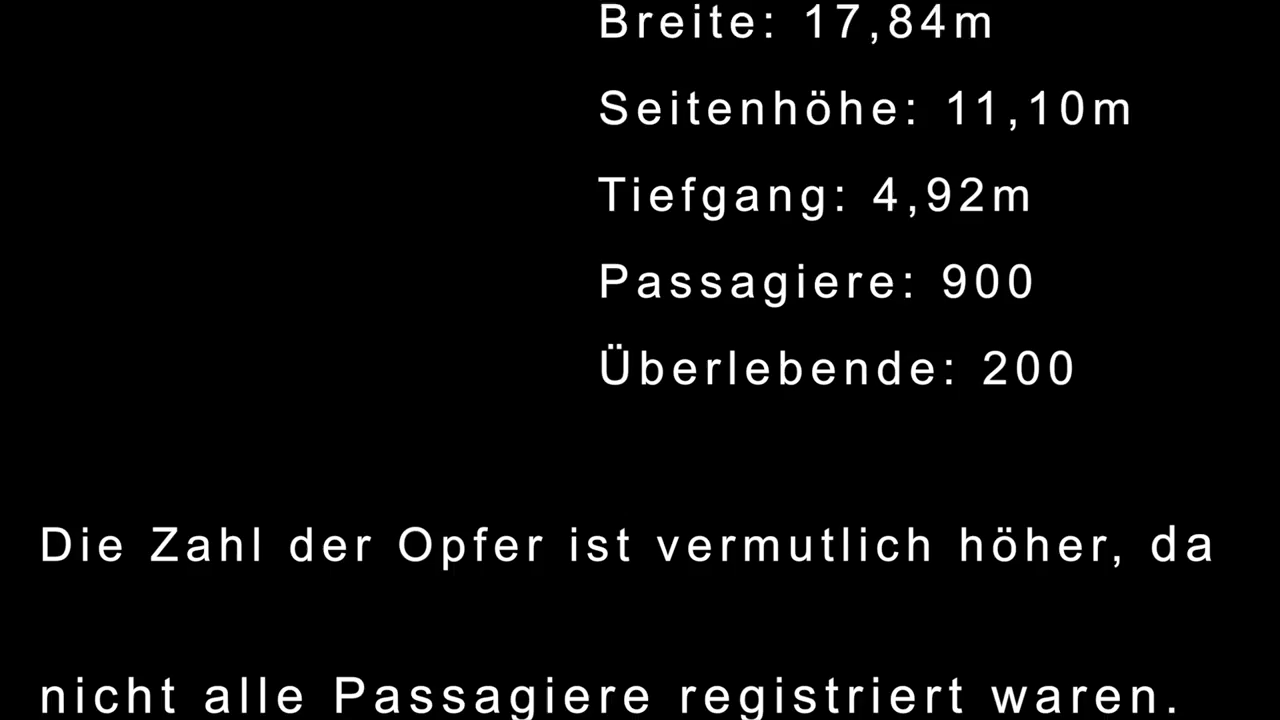 Breite: 17,84m
Seitenhöhe: 11,10m
Tiefgang: 4,92m
Passagiere: 900
Überlebende: 200
Die Zahl der Opfer ist vermutlich höher, da
nicht alle Passagiere registriert waren.